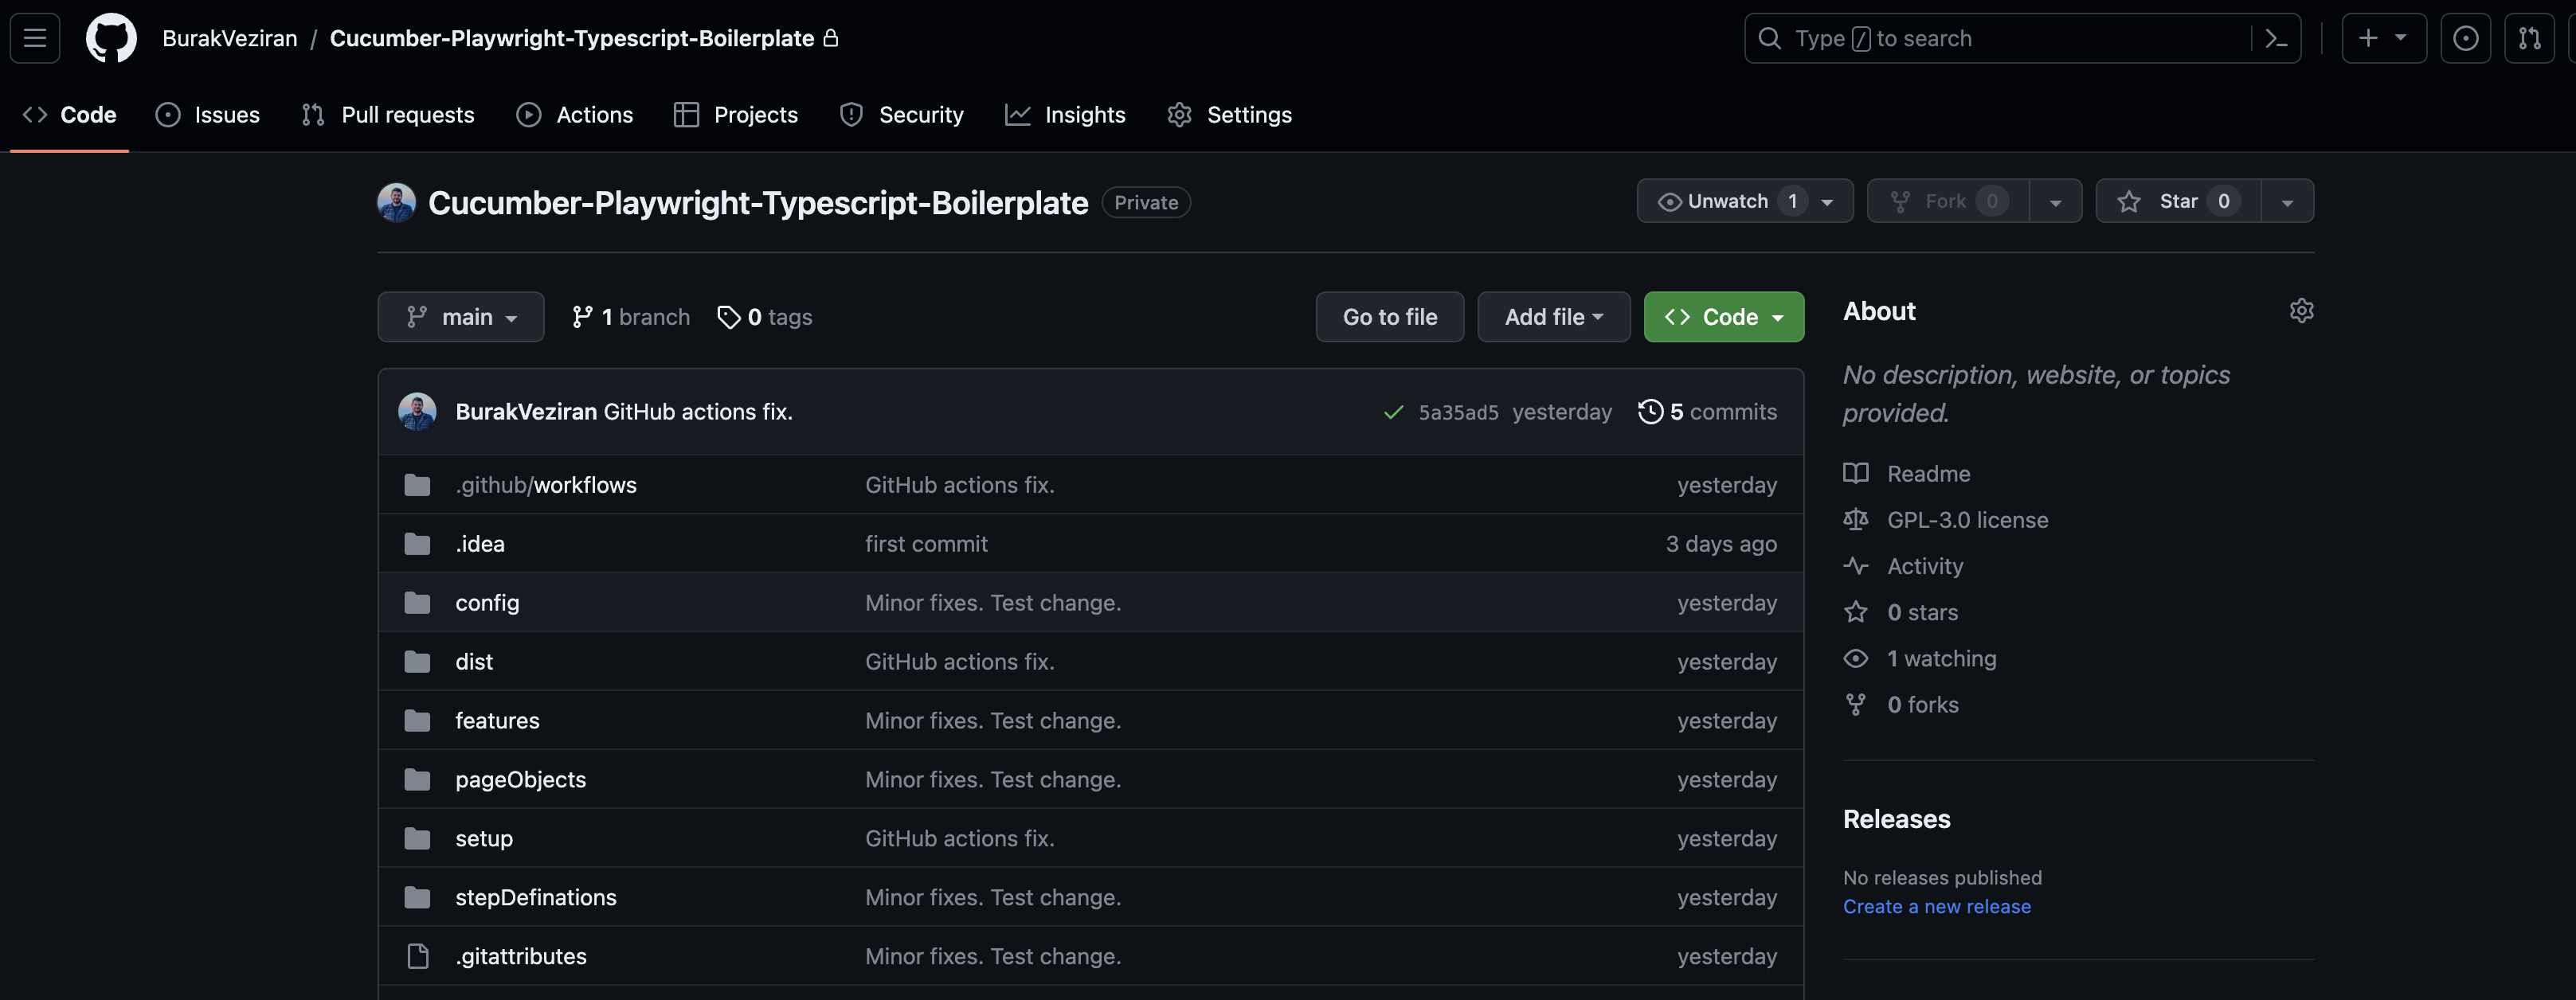 BurakVeziran / Cucumber-Playwright-Typescript-Boilerplate
Type / to search
Code Issues Pull requests Actions Projects Security Insights Settings
Cucumber-Playwright-Typescript-Boilerplate Private
Unwatch 1 Fork 0 Star 0
main 1 branch 0 tags Go to file Add file Code
BurakVeziran GitHub actions fix. 5a35ad5 yesterday 5 commits
.github/workflows GitHub actions fix. yesterday
.idea first commit 3 days ago
config Minor fixes. Test change. yesterday
dist GitHub actions fix. yesterday
features Minor fixes. Test change. yesterday
pageObjects Minor fixes. Test change. yesterday
setup GitHub actions fix. yesterday
stepDefinations Minor fixes. Test change. yesterday
.gitattributes Minor fixes. Test change. yesterday
About
No description, website, or topics
provided.
Readme
GPL-3.0 license
Activity
0 stars
1 watching
0 forks
Releases
No releases published
Create a new release